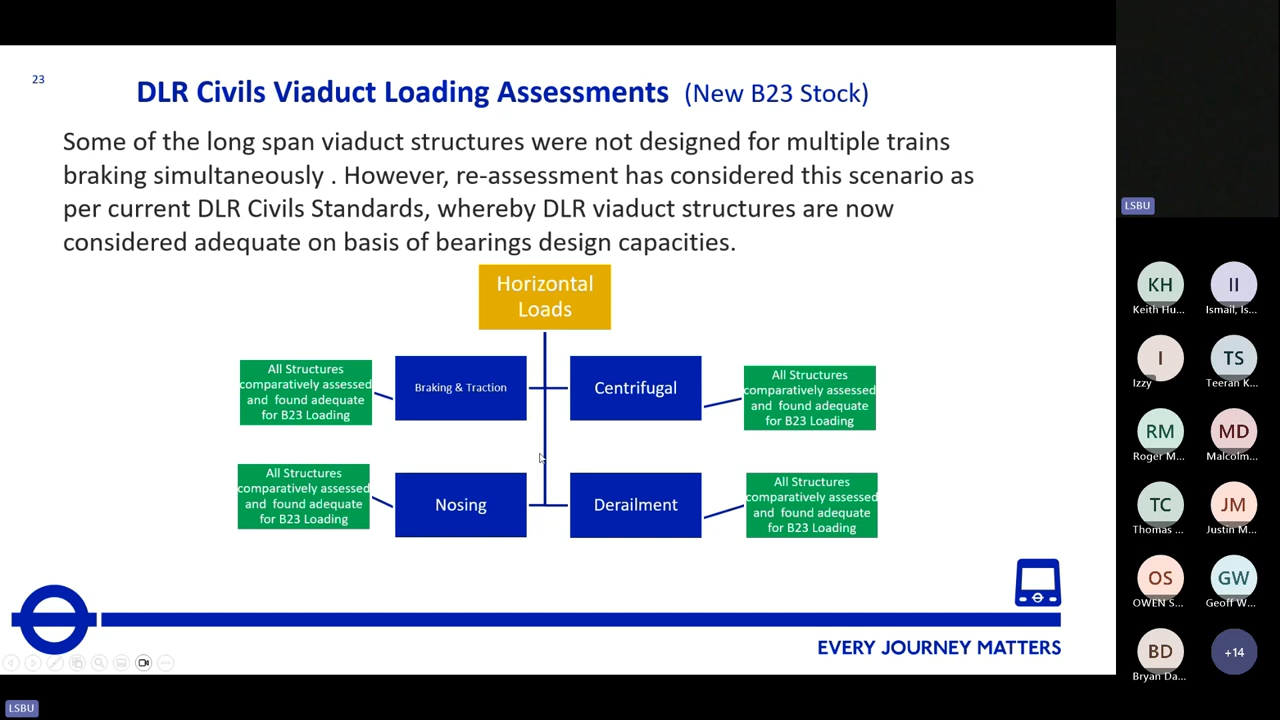 23
DLR Civils Viaduct Loading Assessments (New B23 Stock)
Some of the long span viaduct structures were not designed for multiple trains
braking simultaneously . However, re-assessment has considered this scenario as
per current DLR Civils Standards, whereby DLR viaduct structures are now
considered adequate on basis of bearings design capacities.
Horizontal
Loads
All Structures
comparatively assessed
and found adequate
for B23 Loading
Braking & Traction
Centrifugal
All Structures
comparatively assessed
and found adequate
for B23 Loading
All Structures
comparatively assessed
and found adequate
for B23 Loading
Nosing
Derailment
All Structures
comparatively assessed
and found adequate
for B23 Loading
EVERY JOURNEY MATTERS
LSBU
LSBU
KH
Keith Hu...
II
Ismail, Is...
I
Izzy
TS
Teeran K...
RM
Roger M...
MD
Malcolm...
TC
Thomas ...
JM
Justin M...
OS
OWEN S...
GW
Geoff W...
BD
Bryan Da...
+14